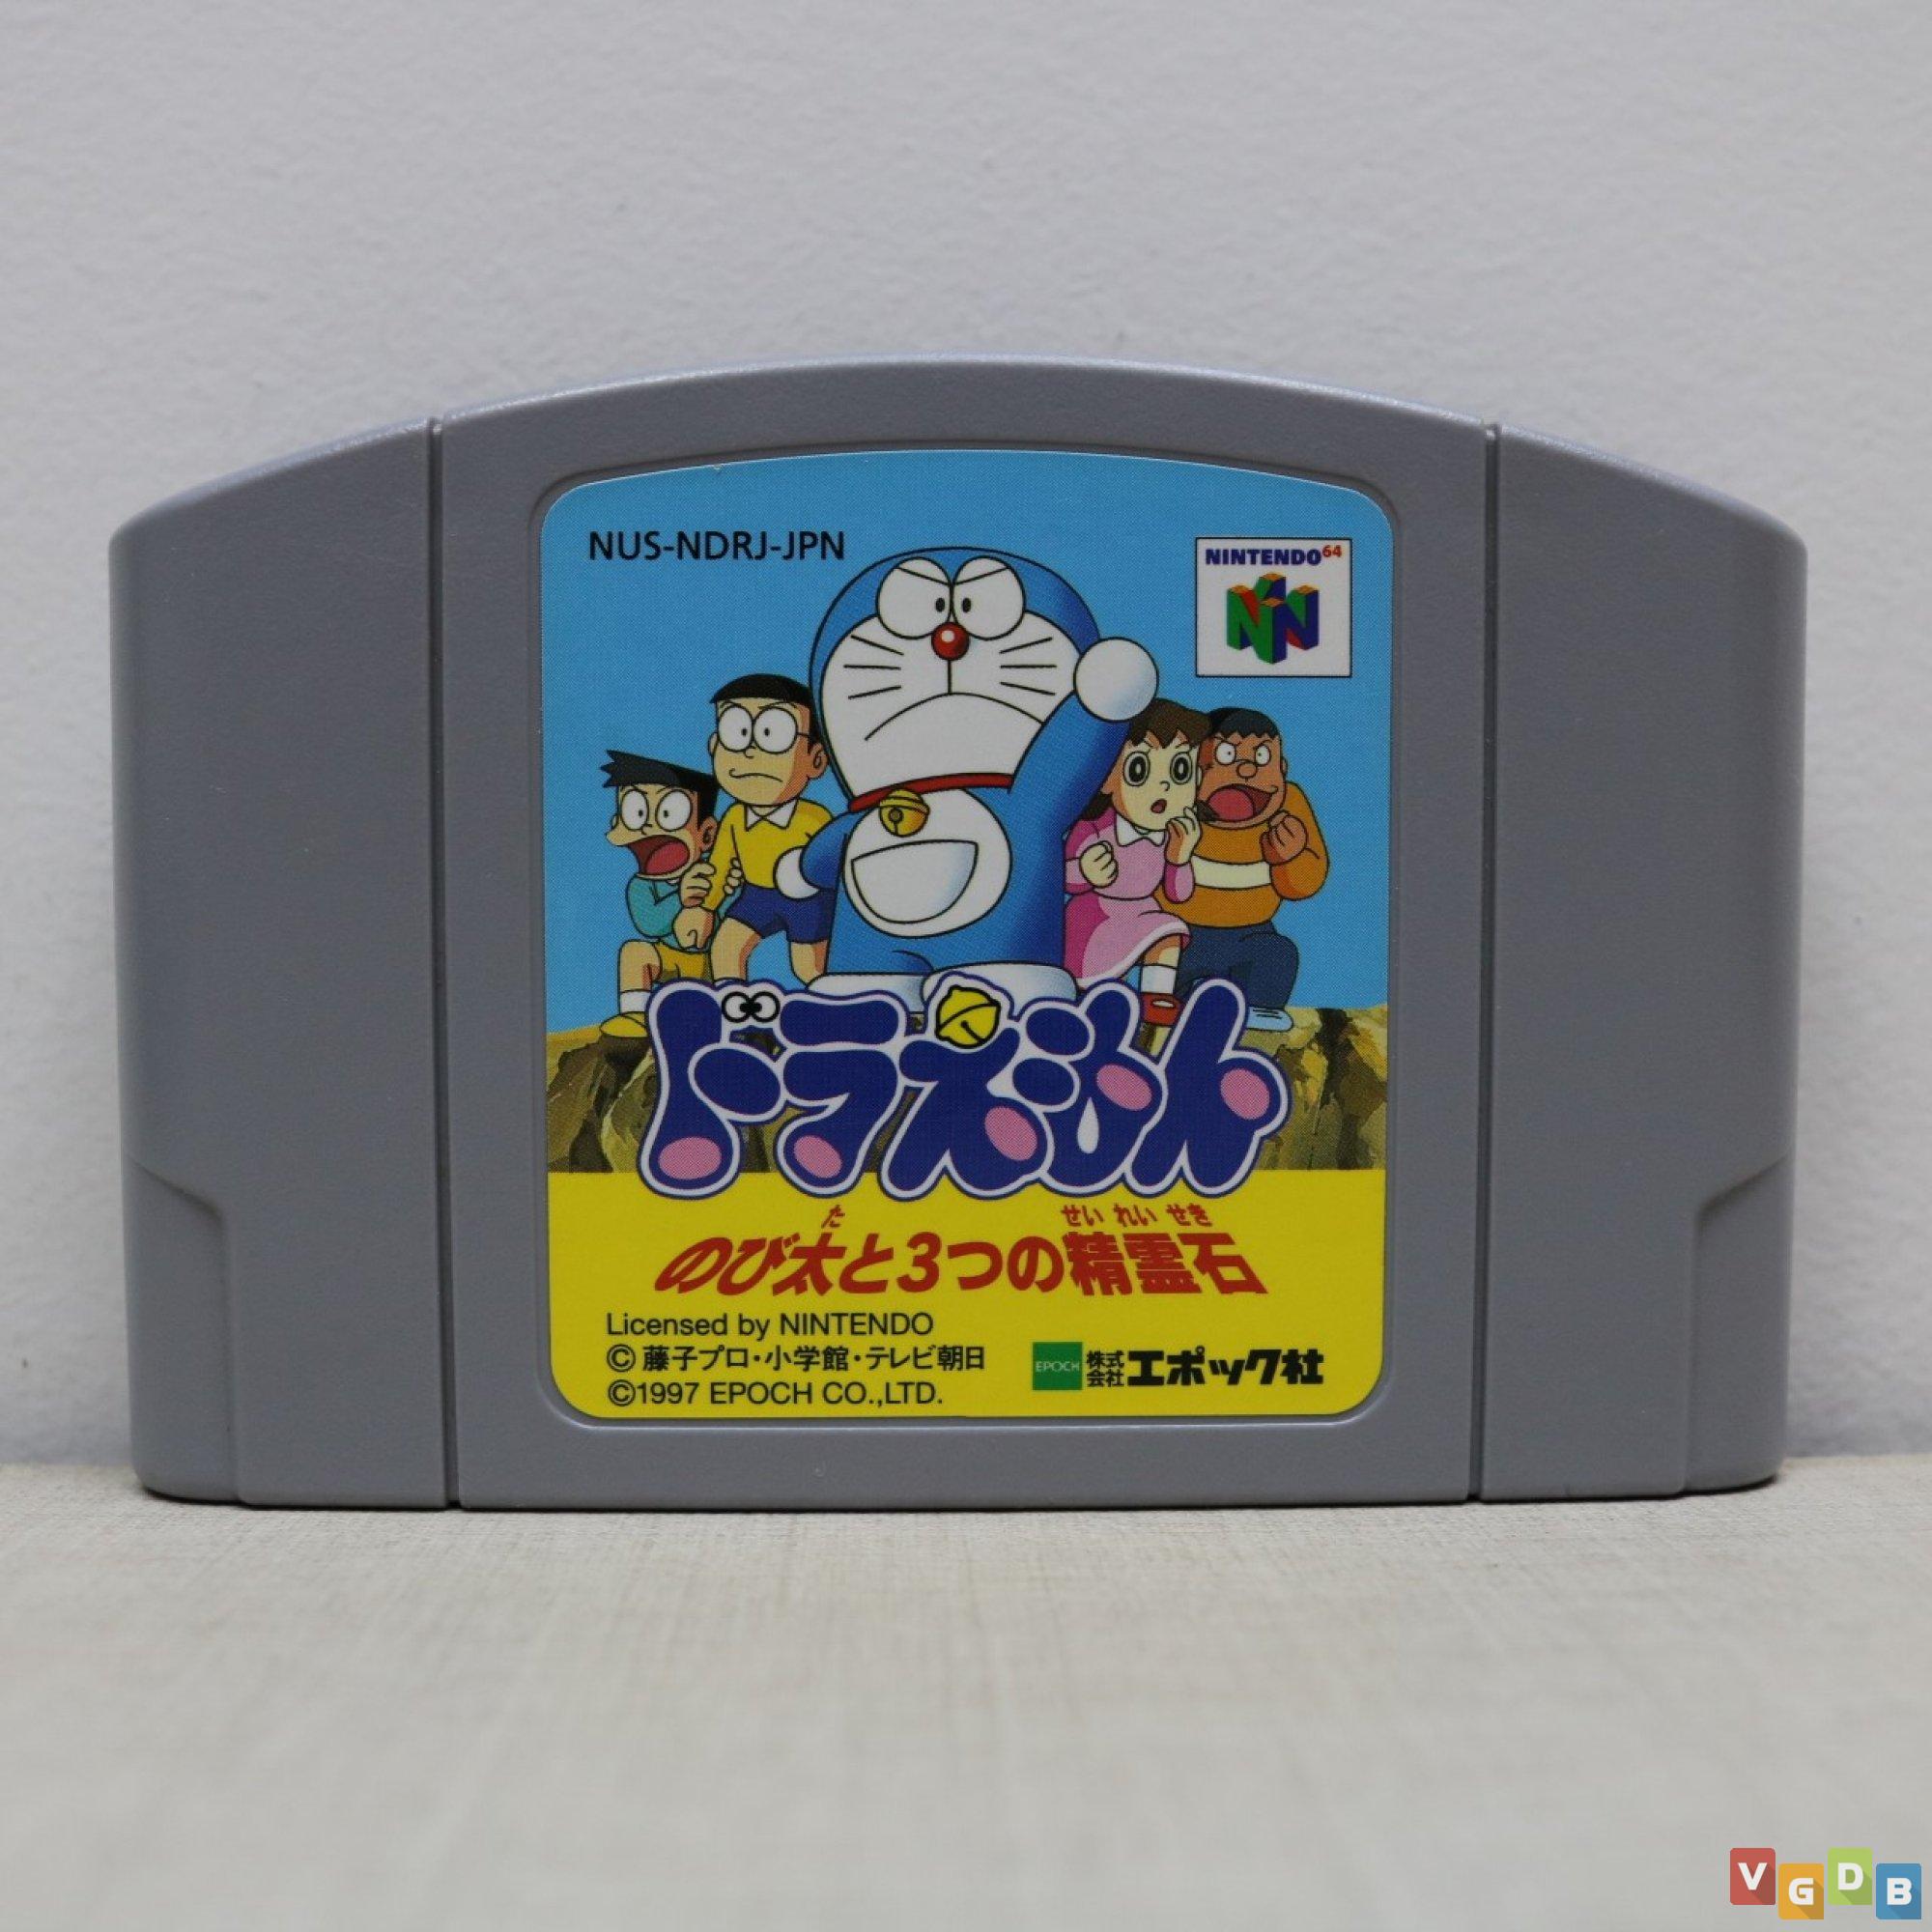 NUS-NDRJ-JPN
NINTENDO64
ドラえもん
た せいれいせき
のび太と3つの精霊石
Licensed by NINTENDO
©藤子プロ・小学館・テレビ朝日
©1997 EPOCH CO.,LTD.
EPOCH 株式会社エポック社
VGDB